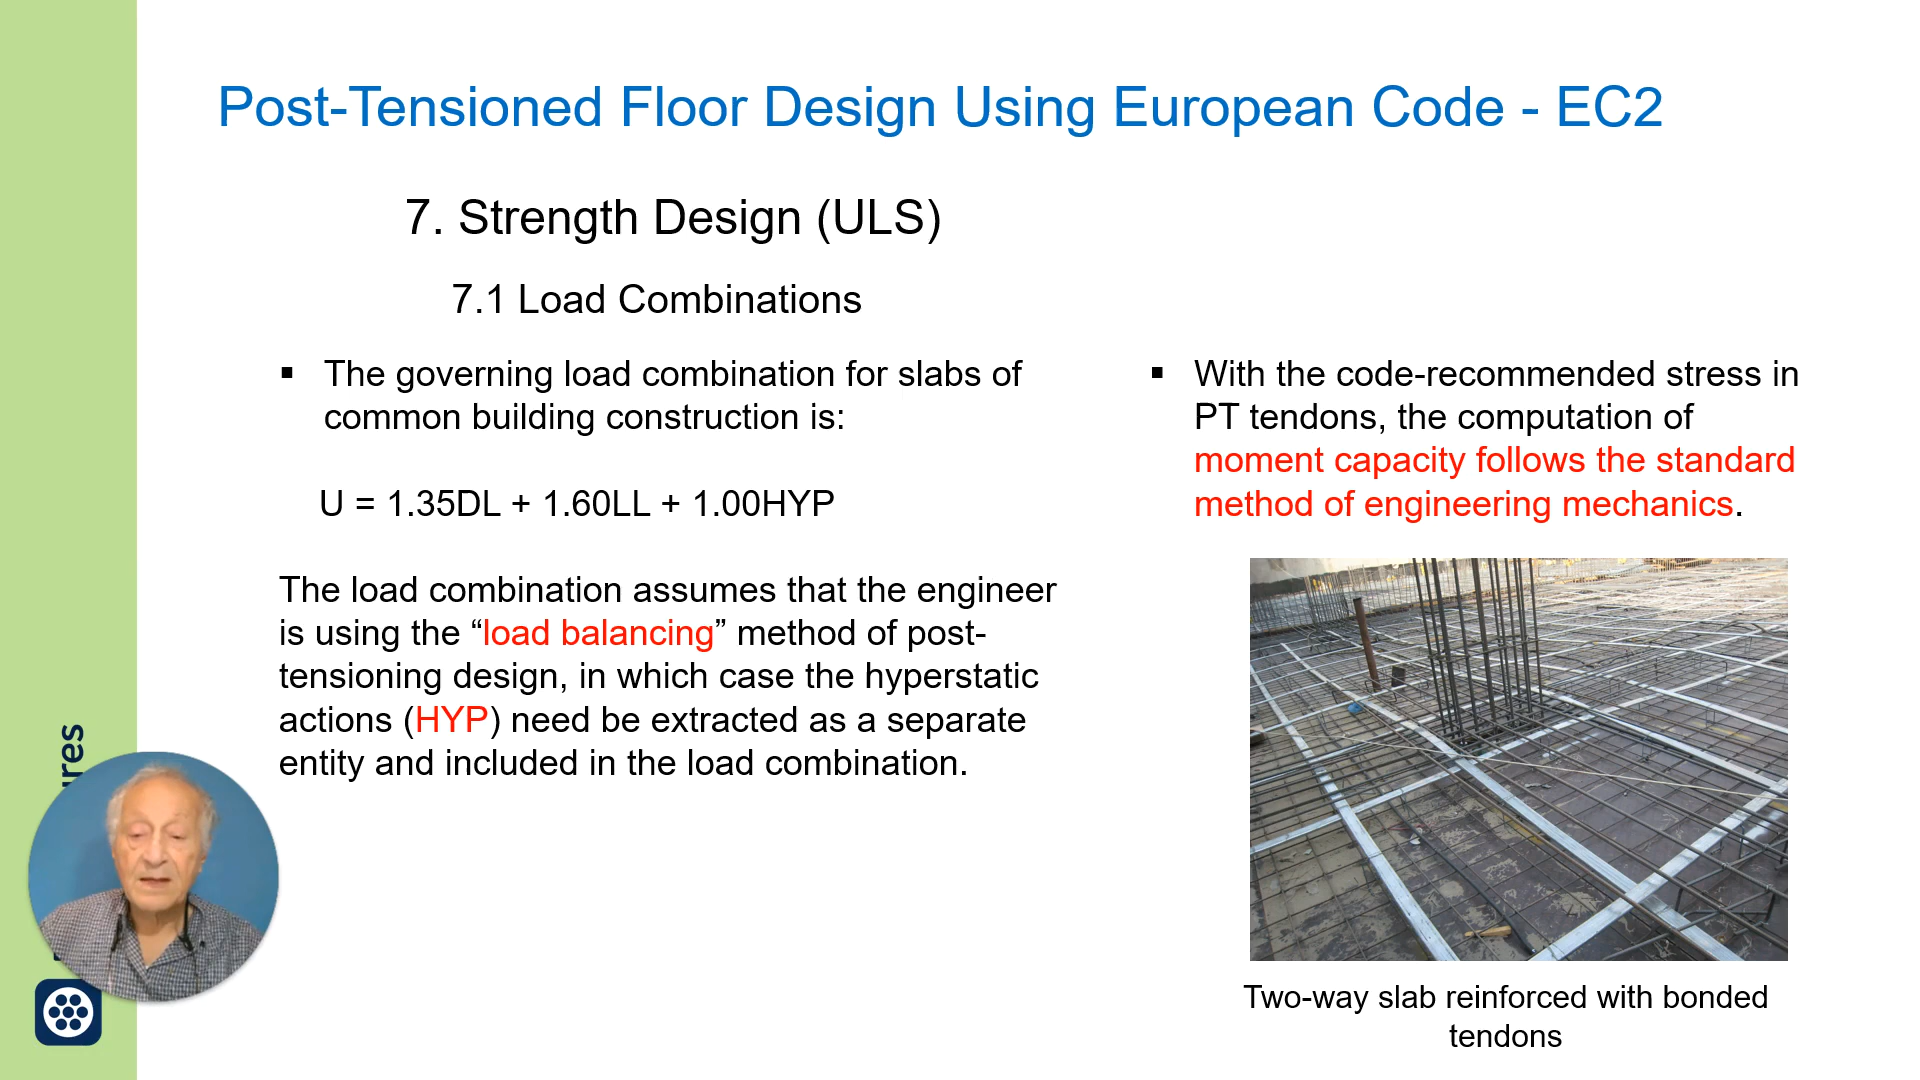 Post-Tensioned Floor Design Using European Code - EC2
7. Strength Design (ULS)
7.1 Load Combinations
▪ The governing load combination for slabs of
common building construction is:
U = 1.35DL + 1.60LL + 1.00HYP
The load combination assumes that the engineer
is using the “load balancing” method of post-
tensioning design, in which case the hyperstatic
actions (HYP) need be extracted as a separate
entity and included in the load combination.
▪ With the code-recommended stress in
PT tendons, the computation of
moment capacity follows the standard
method of engineering mechanics.
Two-way slab reinforced with bonded
tendons